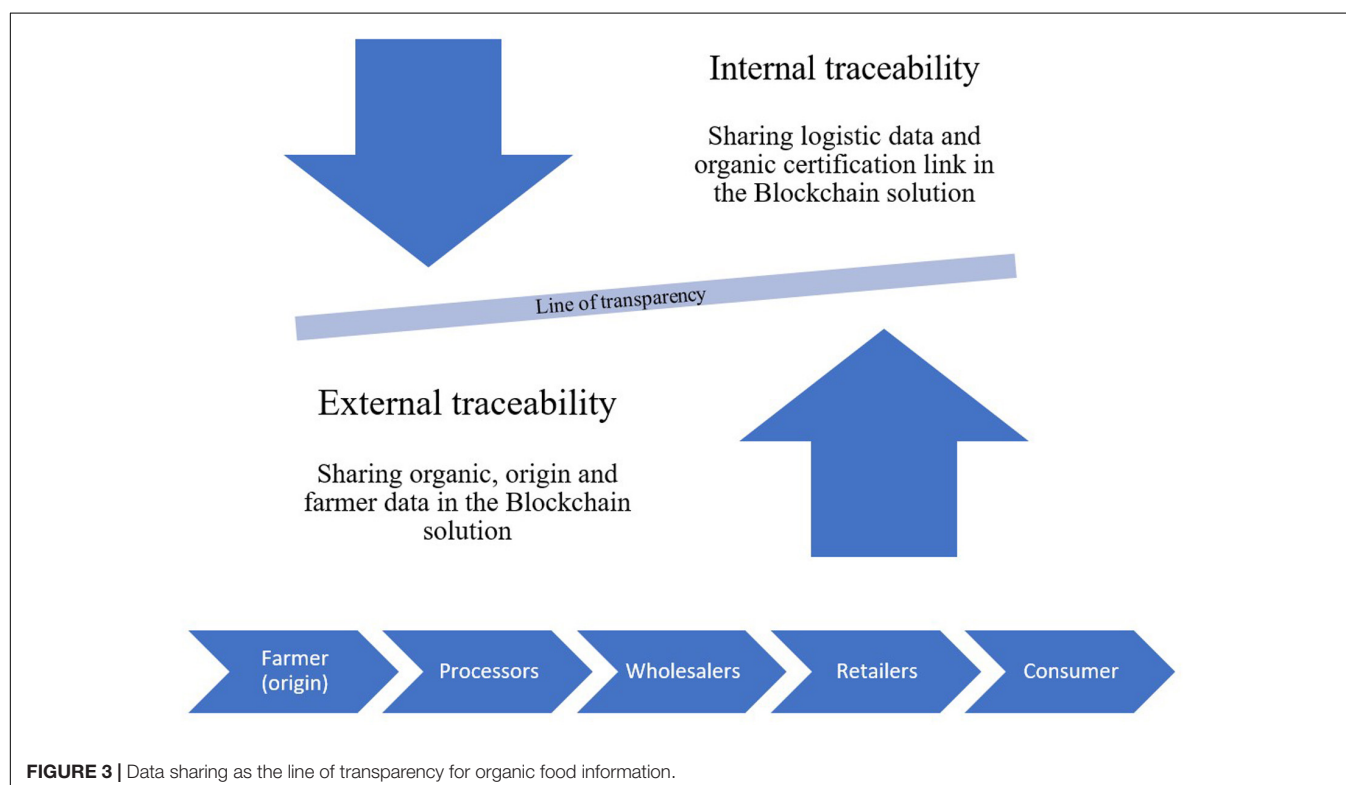 Internal traceability
Sharing logistic data and
organic certification link in
the Blockchain solution
Line of transparency
External traceability
Sharing organic, origin and
farmer data in the Blockchain
solution
Farmer
(origin)
Processors
Wholesalers
Retailers
Consumer
FIGURE 3 | Data sharing as the line of transparency for organic food information.